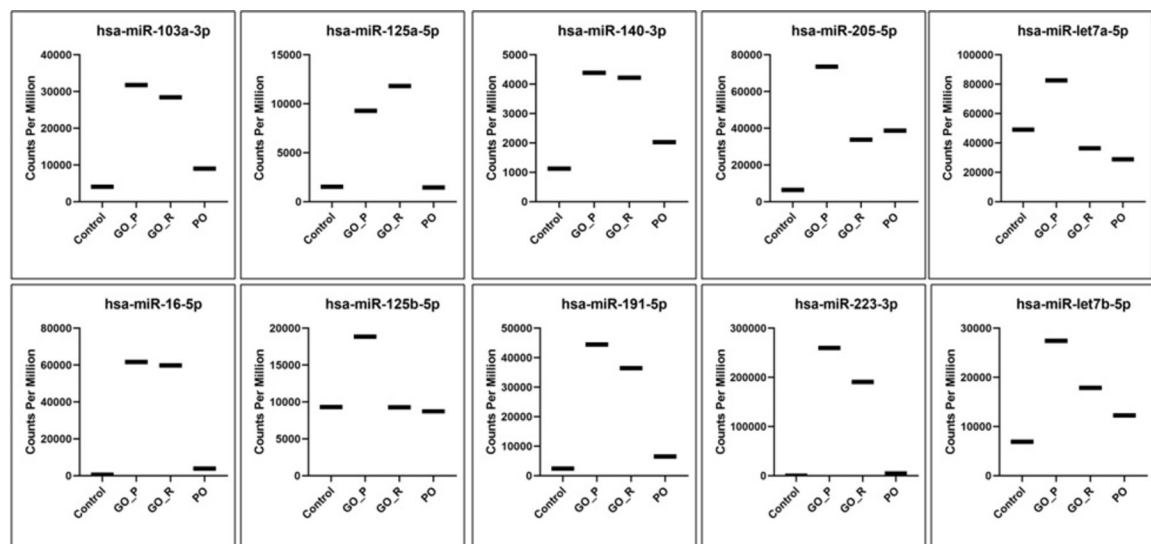 hsa-miR-103a-3p
Counts Per Million
40000
30000
20000
10000
0
Control
GO_P
GO_R
PO
hsa-miR-125a-5p
Counts Per Million
15000
10000
5000
0
Control
GO_P
GO_R
PO
hsa-miR-140-3p
Counts Per Million
5000
4000
3000
2000
1000
0
Control
GO_P
GO_R
PO
hsa-miR-205-5p
Counts Per Million
80000
60000
40000
20000
0
Control
GO_P
GO_R
PO
hsa-miR-let7a-5p
Counts Per Million
100000
80000
60000
40000
20000
0
Control
GO_P
GO_R
PO
hsa-miR-16-5p
Counts Per Million
80000
60000
40000
20000
0
Control
GO_P
GO_R
PO
hsa-miR-125b-5p
Counts Per Million
20000
15000
10000
5000
0
Control
GO_P
GO_R
PO
hsa-miR-191-5p
Counts Per Million
50000
40000
30000
20000
10000
0
Control
GO_P
GO_R
PO
hsa-miR-223-3p
Counts Per Million
300000
200000
100000
0
Control
GO_P
GO_R
PO
hsa-miR-let7b-5p
Counts Per Million
30000
20000
10000
0
Control
GO_P
GO_R
PO